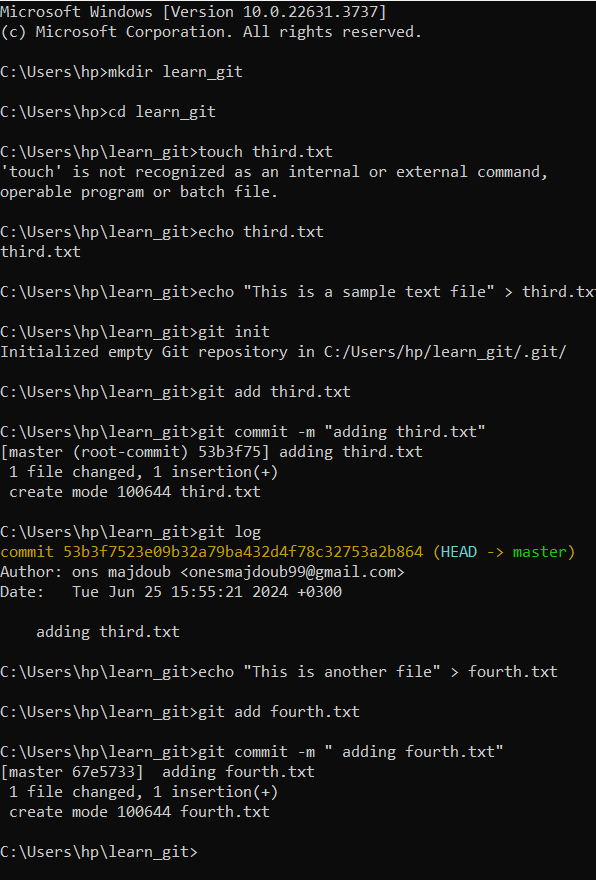 Microsoft Windows [Version 10.0.22631.3737]
(c) Microsoft Corporation. All rights reserved.
C:\Users\hp>mkdir learn_git
C:\Users\hp>cd learn_git
C:\Users\hp\learn_git>touch third.txt
'touch' is not recognized as an internal or external command,
operable program or batch file.
C:\Users\hp\learn_git>echo third.txt
third.txt
C:\Users\hp\learn_git>echo "This is a sample text file" > third.tx
C:\Users\hp\learn_git>git init
Initialized empty Git repository in C:/Users/hp/learn_git/.git/
C:\Users\hp\learn_git>git add third.txt
C:\Users\hp\learn_git>git commit -m "adding third.txt"
[master (root-commit) 53b3f75] adding third.txt
 1 file changed, 1 insertion(+)
 create mode 100644 third.txt
C:\Users\hp\learn_git>git log
commit 53b3f7523e09b32a79ba432d4f78c32753a2b864 (HEAD -> master)
Author: ons majdoub <onesmajdoub99@gmail.com>
Date:   Tue Jun 25 15:55:21 2024 +0300
    adding third.txt
C:\Users\hp\learn_git>echo "This is another file" > fourth.txt
C:\Users\hp\learn_git>git add fourth.txt
C:\Users\hp\learn_git>git commit -m " adding fourth.txt"
[master 67e5733]  adding fourth.txt
 1 file changed, 1 insertion(+)
 create mode 100644 fourth.txt
C:\Users\hp\learn_git>